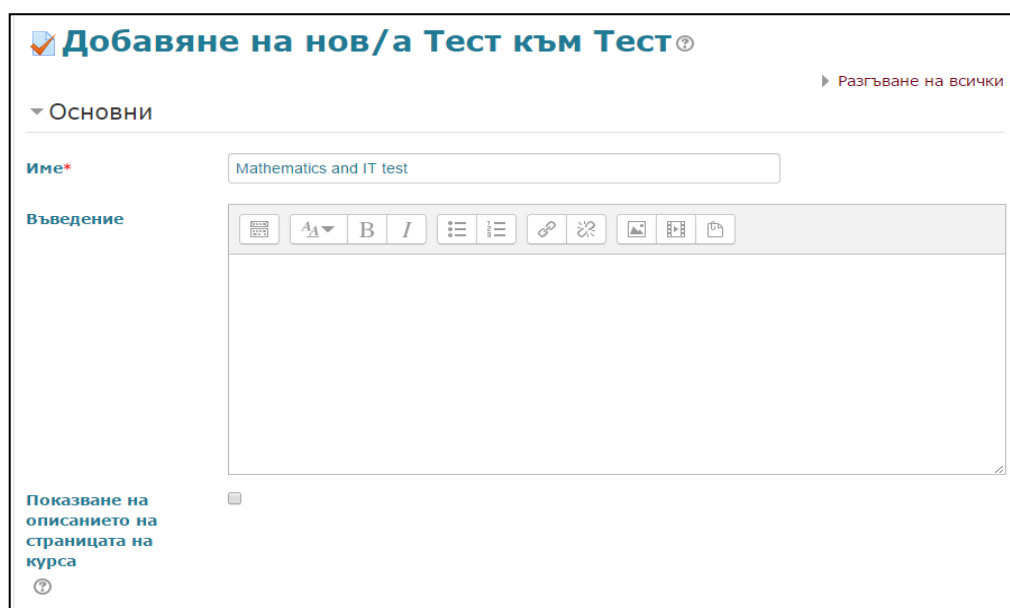 Добавяне на нов/а Тест към Тест
Разгъване на всички
Основни
Име*
Mathematics and IT test
Въведение
Показване на
описанието на
страницата на
курса